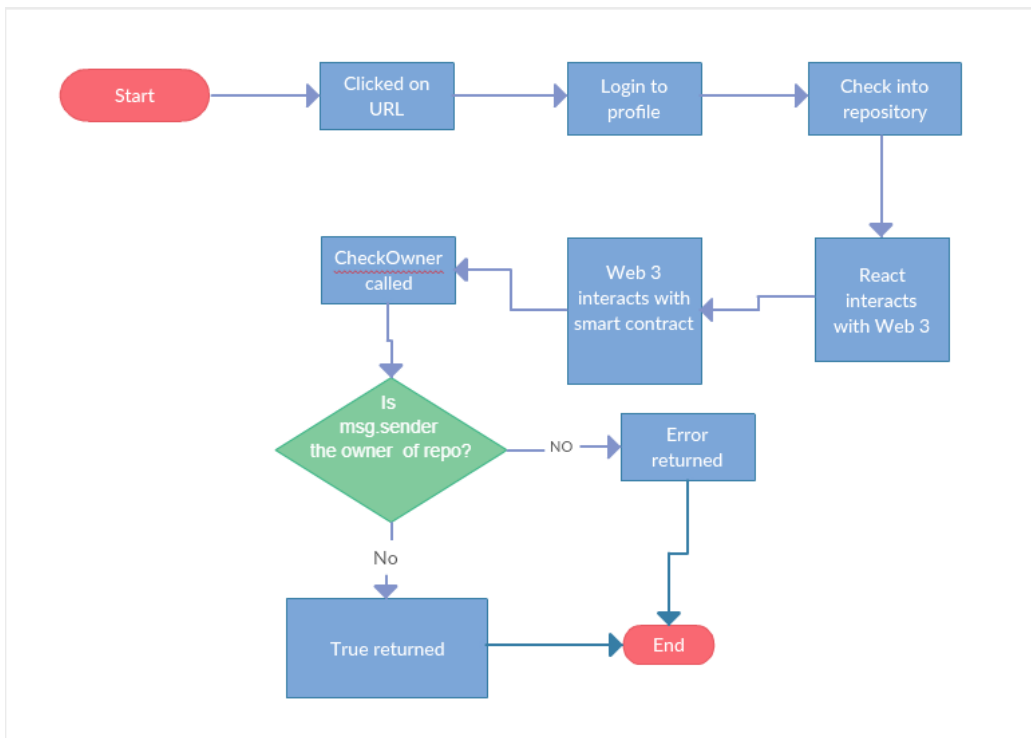 Start
Clicked on
URL
Login to
profile
Check into
repository
CheckOwner
called
Web 3
interacts with
smart contract
React
interacts
with Web 3
Is
msg.sender
the owner of repo?
NO
Error
returned
No
True returned
End